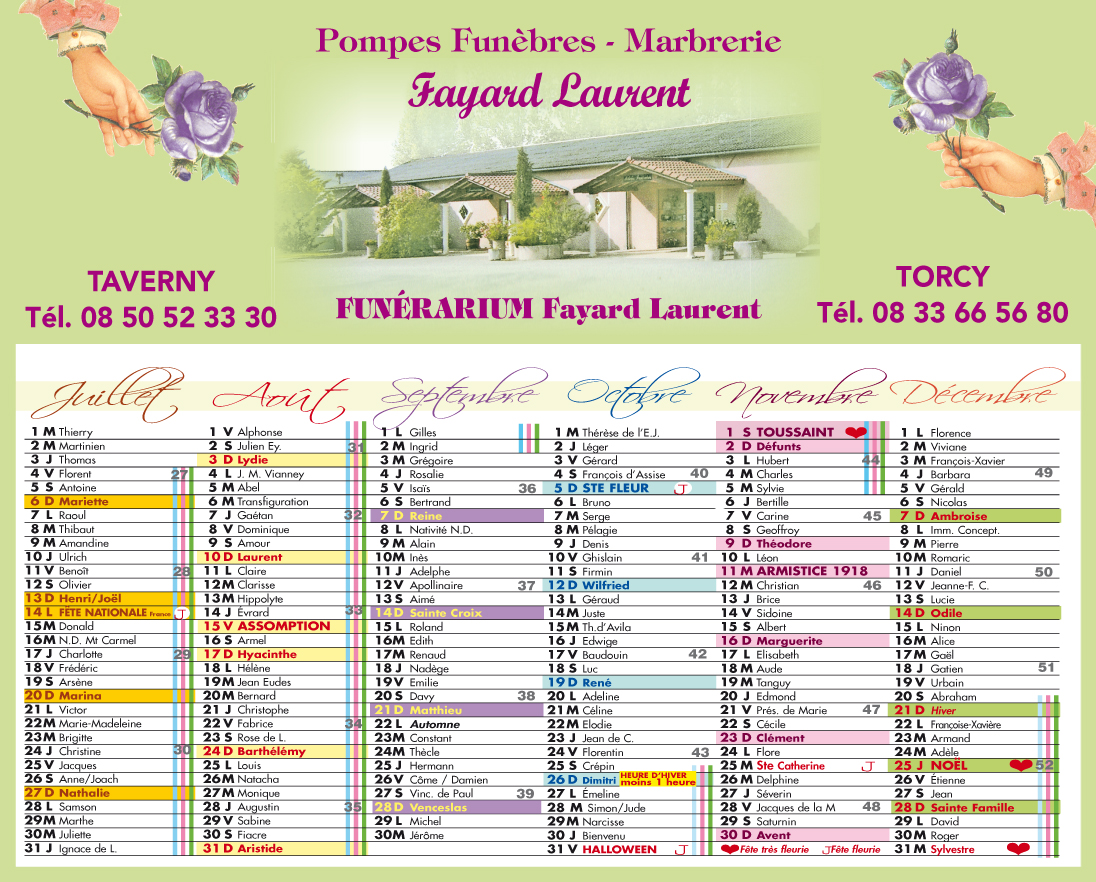 Pompes Funèbres - Marbrerie
Fayard Laurent
TAVERNY
Tél. 08 50 52 33 30
FUNÉRARIUM Fayard Laurent
TORCY
Tél. 08 33 66 56 80
Juillet
1 M Thierry
2 M Martinien
3 J Thomas
4 V Florent 27
5 S Antoine
6 D Mariette
7 L Raoul
8 M Thibaut
9 M Amandine
10 J Ulrich
11 V Benoît 28
12 S Olivier
13 D Henri/Joël
14 L FÊTE NATIONALE France J
15 M Donald
16 M N.D. Mt Carmel
17 J Charlotte 29
18 V Frédéric
19 S Arsène
20 D Marina
21 L Victor
22 M Marie-Madeleine
23 M Brigitte
24 J Christine 30
25 V Jacques
26 S Anne/Joach
27 D Nathalie
28 L Samson
29 M Marthe
30 M Juliette
31 J Ignace de L.
Août
1 V Alphonse
2 S Julien Ey. 31
3 D Lydie
4 L J. M. Vianney
5 M Abel
6 M Transfiguration
7 J Gaétan 32
8 V Dominique
9 S Amour
10 D Laurent
11 L Claire
12 M Clarisse
13 M Hippolyte
14 J Évrard 33
15 V ASSOMPTION
16 S Armel
17 D Hyacinthe
18 L Hélène
19 M Jean Eudes
20 M Bernard
21 J Christophe
22 V Fabrice 34
23 S Rose de L.
24 D Barthélémy
25 L Louis
26 M Natacha
27 M Monique
28 J Augustin 35
29 V Sabine
30 S Fiacre
31 D Aristide
Septembre
1 L Gilles
2 M Ingrid
3 M Grégoire
4 J Rosalie
5 V Isaïs 36
6 S Bertrand
7 D Reine
8 L Nativité N.D.
9 M Alain
10 M Inès
11 J Adelphe
12 V Apollinaire 37
13 S Aimé
14 D Sainte Croix
15 L Roland
16 M Edith
17 M Renaud
18 J Nadège
19 V Emilie
20 S Davy 38
21 D Matthieu
22 L Automne
23 M Constant
24 M Thècle
25 J Hermann
26 V Côme / Damien
27 S Vinc. de Paul 39
28 D Venceslas
29 L Michel
30 M Jérôme
Octobre
1 M Thérèse de l'E.J.
2 J Léger
3 V Gérard
4 S François d'Assise 40
5 D STE FLEUR J
6 L Bruno
7 M Serge
8 M Pélagie
9 J Denis
10 V Ghislain 41
11 S Firmin
12 D Wilfried
13 L Géraud
14 M Juste
15 M Th.d'Avila
16 J Edwige
17 V Baudouin 42
18 S Luc
19 D René
20 L Adeline
21 M Céline
22 M Elodie
23 J Jean de C.
24 V Florentin 43
25 S Crépin
26 D Dimitri HEURE D'HIVER
moins 1 heure
27 L Émeline
28 M Simon/Jude
29 M Narcisse
30 J Bienvenu
31 V HALLOWEEN J
Novembre
1 S TOUSSAINT
2 D Défunts
3 L Hubert 44
4 M Charles
5 M Sylvie
6 J Bertille
7 V Carine 45
8 S Geoffroy
9 D Théodore
10 L Léon
11 M ARMISTICE 1918
12 M Christian 46
13 J Brice
14 V Sidoine
15 S Albert
16 D Marguerite
17 L Elisabeth
18 M Aude
19 M Tanguy
20 J Edmond
21 V Prés. de Marie 47
22 S Cécile
23 D Clément
24 L Flore
25 M Ste Catherine J
26 M Delphine
27 J Séverin
28 V Jacques de la M 48
29 S Saturnin
30 D Avent
Fête très fleurie J Fête fleurie
Décembre
1 L Florence
2 M Viviane
3 M François-Xavier
4 J Barbara 49
5 V Gérald
6 S Nicolas
7 D Ambroise
8 L Imm. Concept.
9 M Pierre
10 M Romaric
11 J Daniel 50
12 V Jeanne-F. C.
13 S Lucie
14 D Odile
15 L Ninon
16 M Alice
17 M Gaël
18 J Gatien 51
19 V Urbain
20 S Abraham
21 D Hiver
22 L Françoise-Xavière
23 M Armand
24 M Adèle
25 J NOËL 52
26 V Étienne
27 S Jean
28 D Sainte Famille
29 L David
30 M Roger
31 M Sylvestre